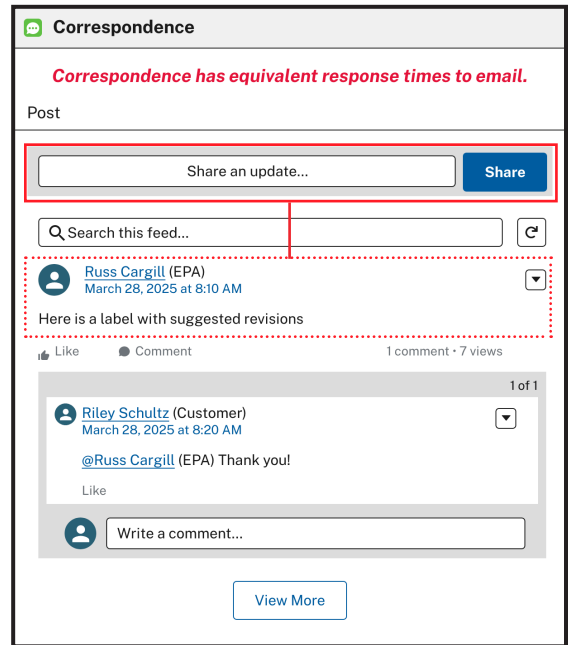 Correspondence
Correspondence has equivalent response times to email.
Post
Share an update...
Share
Search this feed...
Russ Cargill (EPA)
March 28, 2025 at 8:10 AM
Here is a label with suggested revisions
Like
Comment
1 comment • 7 views
1 of 1
Riley Schultz (Customer)
March 28, 2025 at 8:20 AM
@Russ Cargill (EPA) Thank you!
Like
Write a comment...
View More